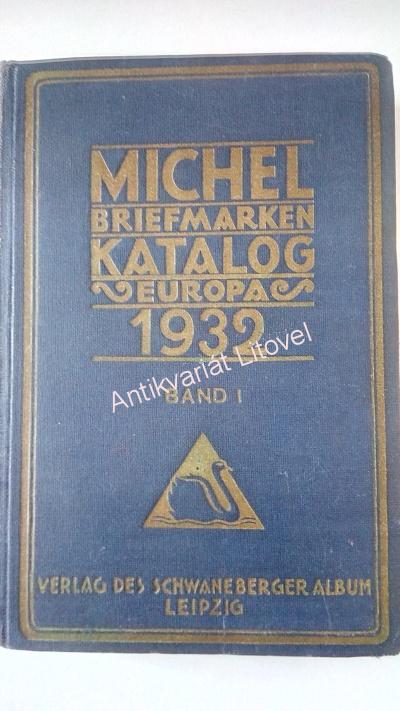 MICHEL
BRIEFMARKEN
KATALOG
EUROPA
1932
Antikvariát Litovel
BAND I
VERLAG DES SCHWANEBERGER ALBUM
LEIPZIG